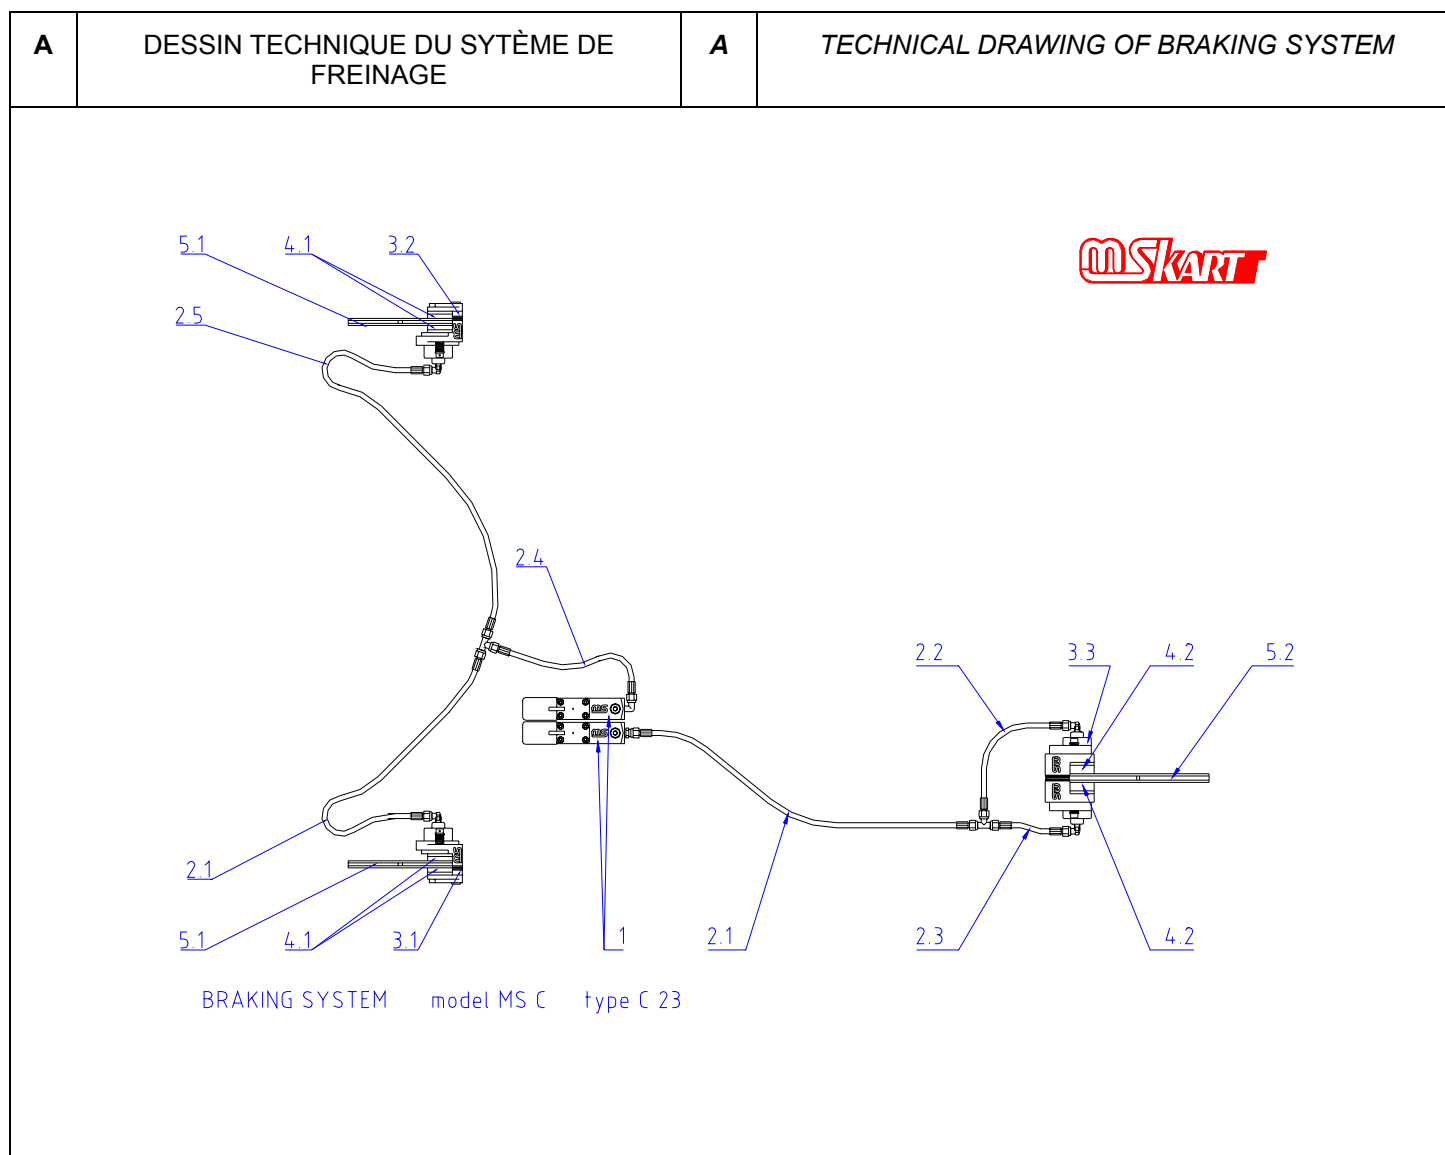 A
DESSIN TECHNIQUE DU SYTÈME DE
FREINAGE
A
TECHNICAL DRAWING OF BRAKING SYSTEM
5.1
4.1
3.2
mSKART
2.5
2.4
2.2
3.3
4.2
5.2
2.1
5.1
4.1
3.1
1
2.1
2.3
4.2
BRAKING SYSTEM model MS C type C 23